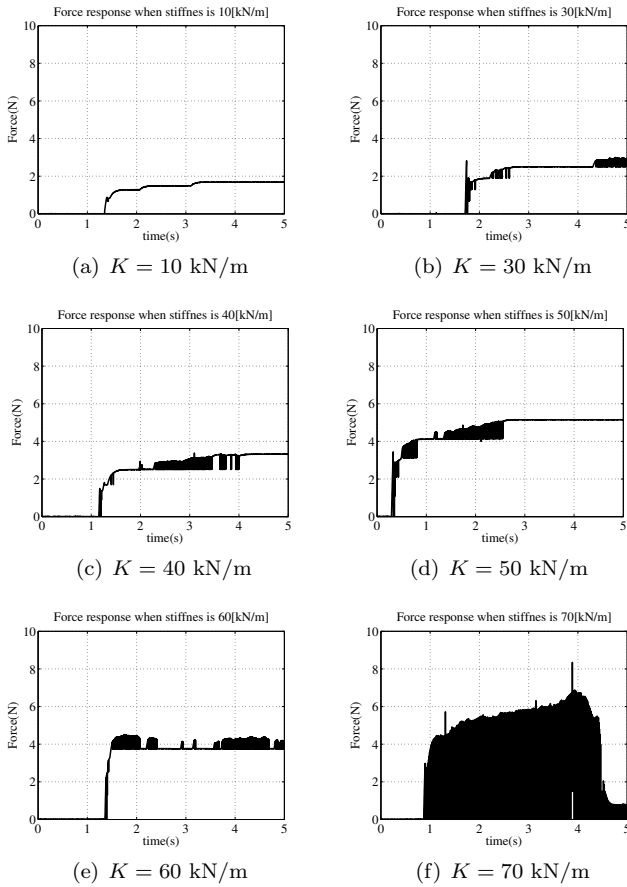 Force response when stiffnes is 10[kN/m]
10
8
6
4
2
0
Force(N)
0 1 2 3 4 5
time(s)
(a) K = 10 kN/m
Force response when stiffnes is 30[kN/m]
10
8
6
4
2
0
Force(N)
0 1 2 3 4 5
time(s)
(b) K = 30 kN/m
Force response when stiffnes is 40[kN/m]
10
8
6
4
2
0
Force(N)
0 1 2 3 4 5
time(s)
(c) K = 40 kN/m
Force response when stiffnes is 50[kN/m]
10
8
6
4
2
0
Force(N)
0 1 2 3 4 5
time(s)
(d) K = 50 kN/m
Force response when stiffnes is 60[kN/m]
10
8
6
4
2
0
Force(N)
0 1 2 3 4 5
time(s)
(e) K = 60 kN/m
Force response when stiffnes is 70[kN/m]
10
8
6
4
2
0
Force(N)
0 1 2 3 4 5
time(s)
(f) K = 70 kN/m